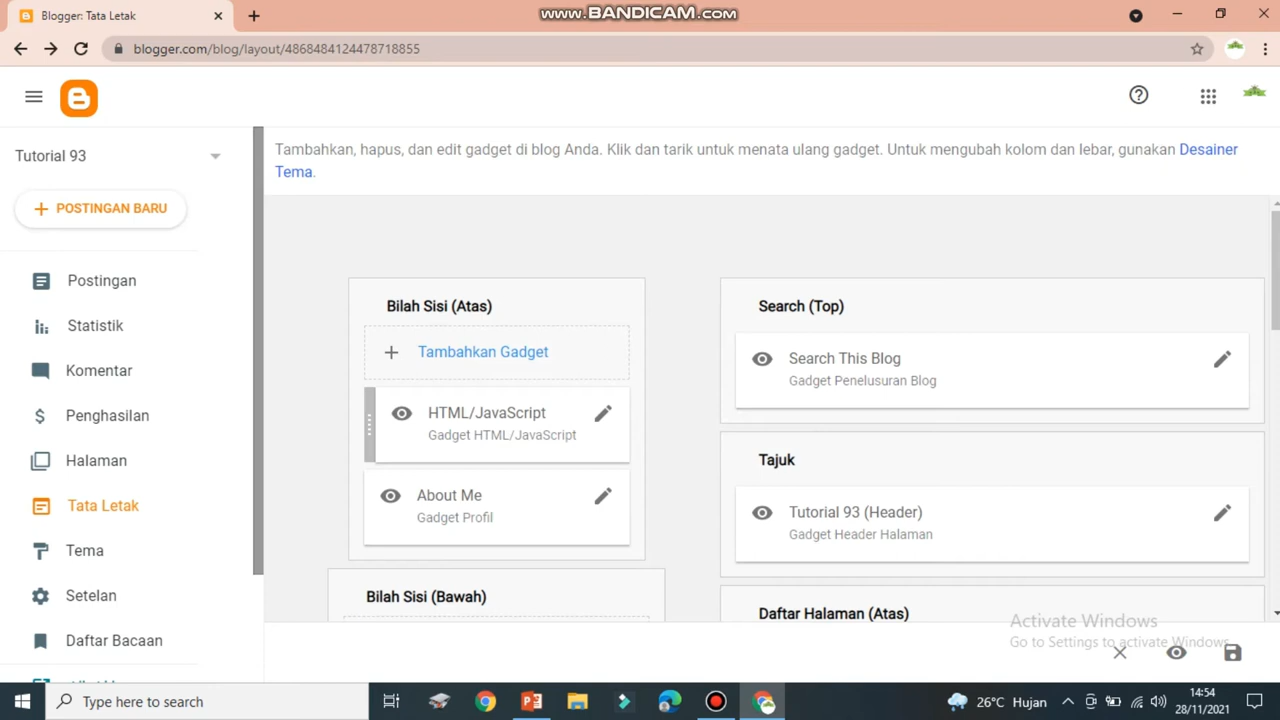 www.BANDICAM.com
Blogger: Tata Letak
blogger.com/blog/layout/4868484124478718855
Tutorial 93
POSTINGAN BARU
Postingan
Statistik
Komentar
Penghasilan
Halaman
Tata Letak
Tema
Setelan
Daftar Bacaan
Tambahkan, hapus, dan edit gadget di blog Anda. Klik dan tarik untuk menata ulang gadget. Untuk mengubah kolom dan lebar, gunakan Desainer
Tema.
Bilah Sisi (Atas)
Tambahkan Gadget
HTML/JavaScript
Gadget HTML/JavaScript
About Me
Gadget Profil
Bilah Sisi (Bawah)
Search (Top)
Search This Blog
Gadget Penelusuran Blog
Tajuk
Tutorial 93 (Header)
Gadget Header Halaman
Daftar Halaman (Atas)
Activate Windows
Go to Settings to activate Windows.
Type here to search
26°C Hujan
14:54
28/11/2021